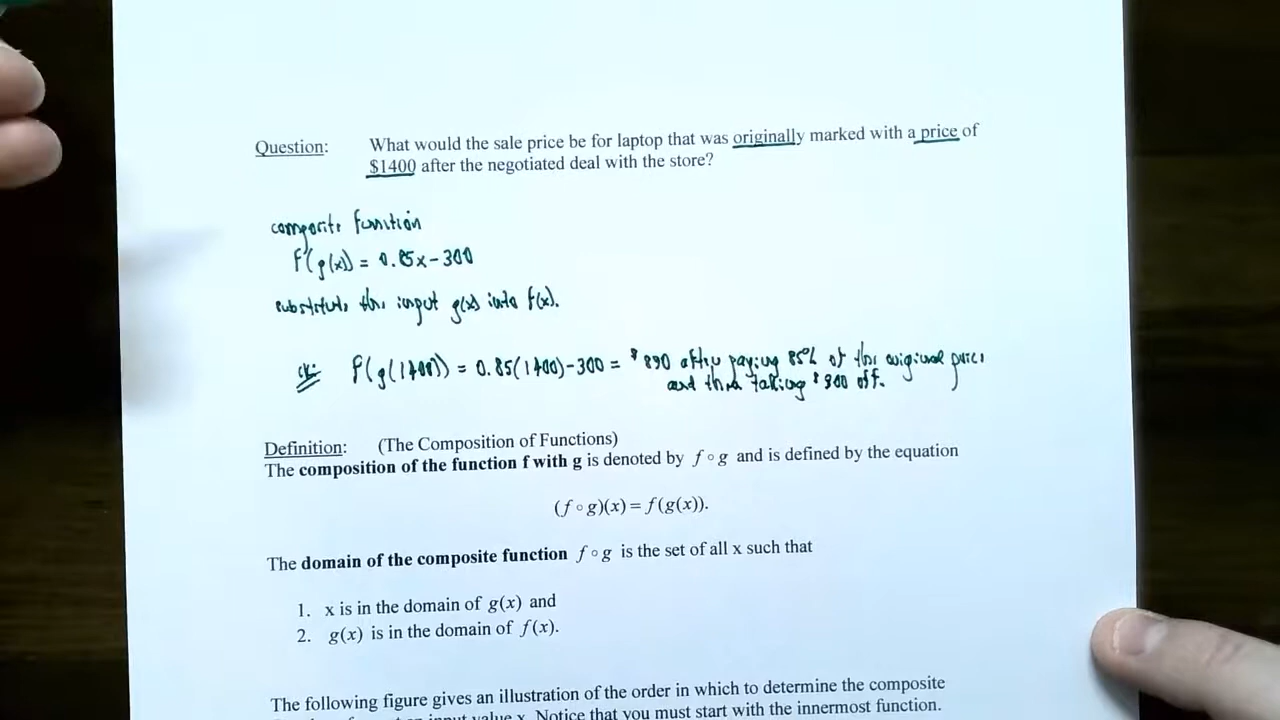 Question: What would the sale price be for laptop that was originally marked with a price of
$1400 after the negotiated deal with the store?
composite function
f(g(x)) = 0.85x - 300
substitute the input g(x) into f(x).
f(g(1400)) = 0.85(1400) - 300 = $890 after paying 85% of the original price
and then taking $300 off.
Definition: (The Composition of Functions)
The composition of the function f with g is denoted by f ∘ g and is defined by the equation
(f ∘ g)(x) = f(g(x)).
The domain of the composite function f ∘ g is the set of all x such that
1. x is in the domain of g(x) and
2. g(x) is in the domain of f(x).
The following figure gives an illustration of the order in which to determine the composite
input value x. Notice that you must start with the innermost function.